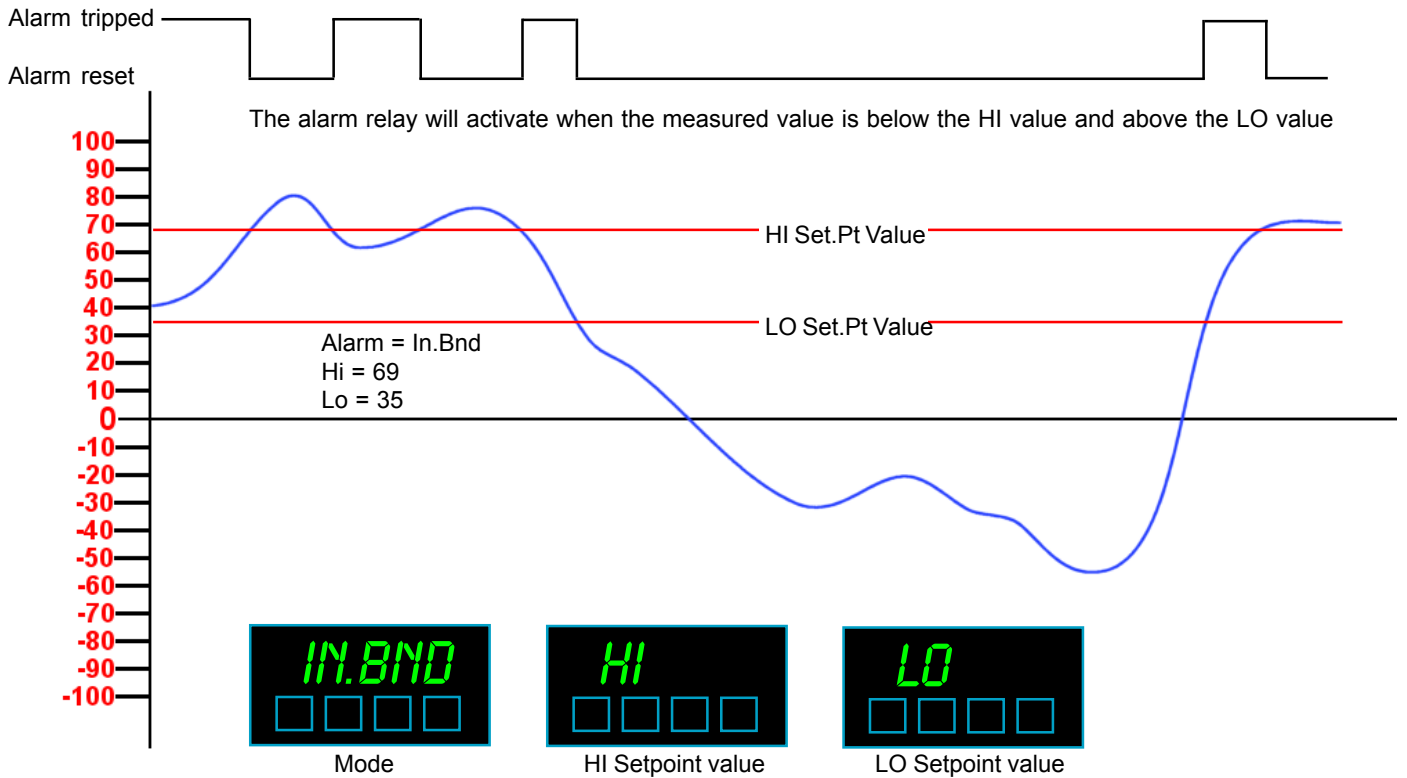 Alarm tripped
Alarm reset
The alarm relay will activate when the measured value is below the HI value and above the LO value
100
90
80
70
60
50
40
30
20
10
0
-10
-20
-30
-40
-50
-60
-70
-80
-90
-100
HI Set.Pt Value
LO Set.Pt Value
Alarm = In.Bnd
Hi = 69
Lo = 35
IN.BND
HI
LO
Mode
HI Setpoint value
LO Setpoint value